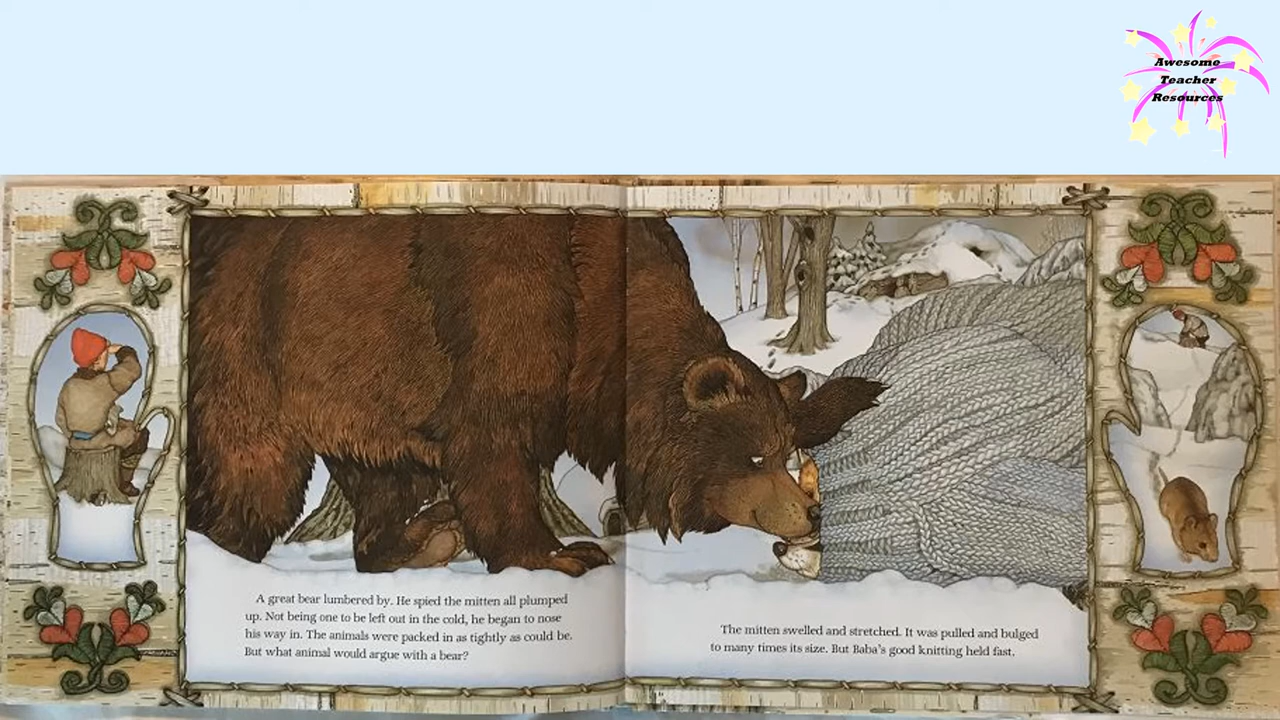 Awesome
Teacher
Resources
A great bear lumbered by. He spied the mitten all plumped
up. Not being one to be left out in the cold, he began to nose
his way in. The animals were packed in as tightly as could be.
But what animal would argue with a bear?
The mitten swelled and stretched. It was pulled and bulged
to many times its size. But Baba's good knitting held fast.